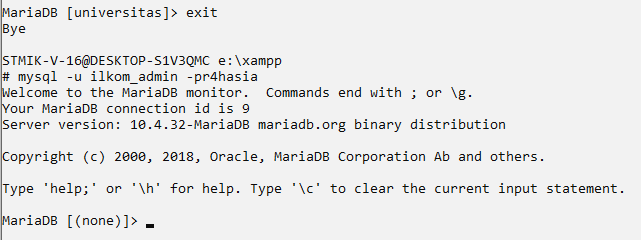 MariaDB [universitas]> exit
Bye
STMIK-V-16@DESKTOP-S1V3QMC e:\xampp
# mysql -u ilkom_admin -pr4hasia
Welcome to the MariaDB monitor.  Commands end with ; or \g.
Your MariaDB connection id is 9
Server version: 10.4.32-MariaDB mariadb.org binary distribution
Copyright (c) 2000, 2018, Oracle, MariaDB Corporation Ab and others.
Type 'help;' or '\h' for help. Type '\c' to clear the current input statement.
MariaDB [(none)]>